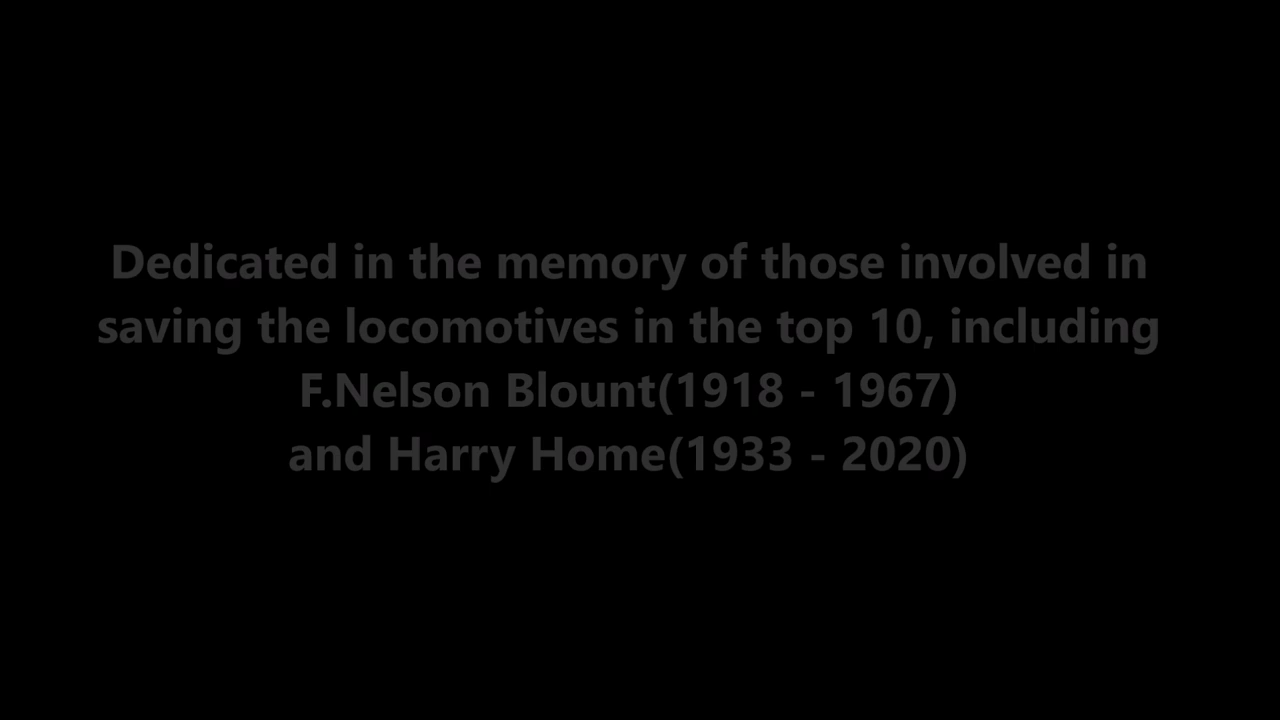 Dedicated in the memory of those involved in
saving the locomotives in the top 10, including
F.Nelson Blount(1918 - 1967)
and Harry Home(1933 - 2020)